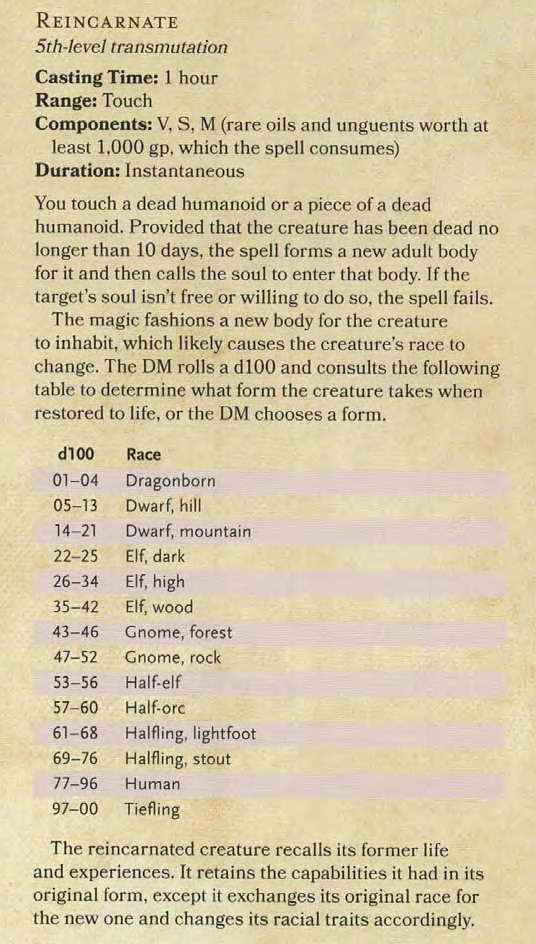 REINCARNATE
5th-level transmutation
Casting Time: 1 hour
Range: Touch
Components: V, S, M (rare oils and unguents worth at
least 1,000 gp, which the spell consumes)
Duration: Instantaneous
You touch a dead humanoid or a piece of a dead
humanoid. Provided that the creature has been dead no
longer than 10 days, the spell forms a new adult body
for it and then calls the soul to enter that body. If the
target's soul isn't free or willing to do so, the spell fails.
The magic fashions a new body for the creature
to inhabit, which likely causes the creature's race to
change. The DM rolls a d100 and consults the following
table to determine what form the creature takes when
restored to life, or the DM chooses a form.
d100 Race
01–04 Dragonborn
05–13 Dwarf, hill
14–21 Dwarf, mountain
22–25 Elf, dark
26–34 Elf, high
35–42 Elf, wood
43–46 Gnome, forest
47–52 Gnome, rock
53–56 Half-elf
57–60 Half-orc
61–68 Halfling, lightfoot
69–76 Halfling, stout
77–96 Human
97–00 Tiefling
The reincarnated creature recalls its former life
and experiences. It retains the capabilities it had in its
original form, except it exchanges its original race for
the new one and changes its racial traits accordingly.